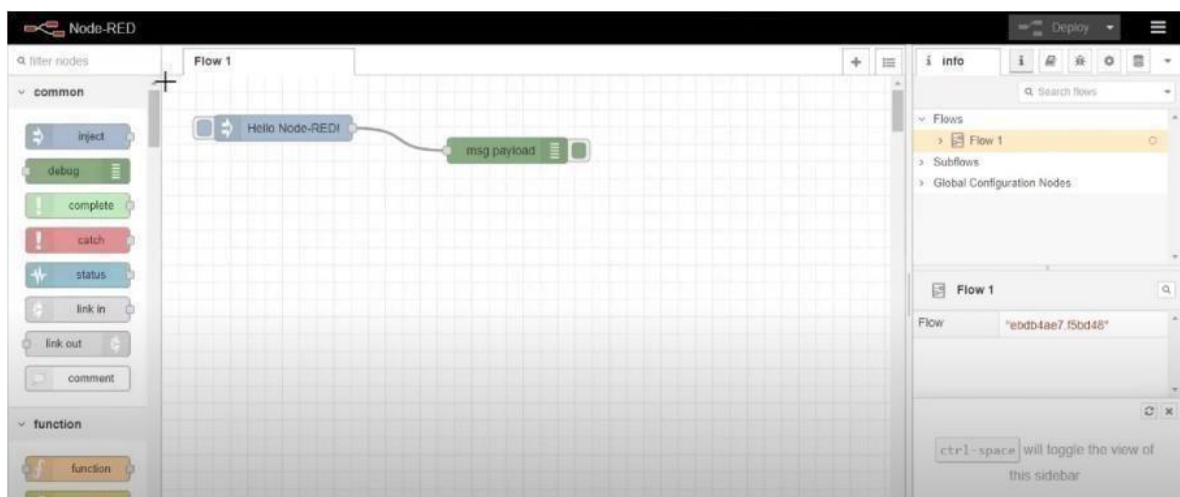 Node-RED
Deploy
filter nodes
Flow 1
info
i
Search flows
common
inject
debug
complete
catch
status
link in
link out
comment
function
function
Hello Node-RED!
msg payload
Flows
Flow 1
Subflows
Global Configuration Nodes
Flow 1
Flow "ebdb4ae7.f5bd48"
ctrl-space will toggle the view of
this sidebar